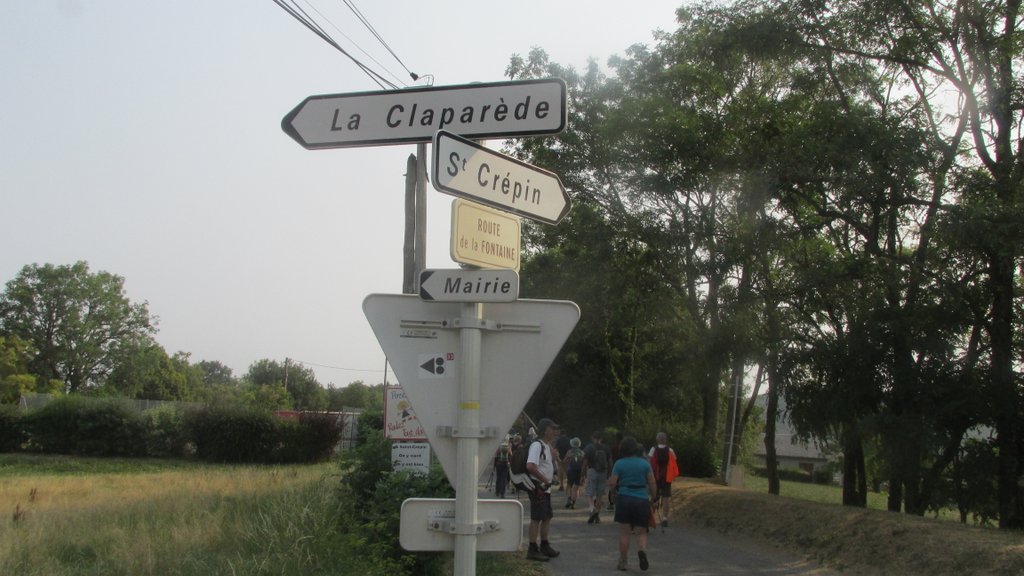 La Claparède
St Crépin
ROUTE
de la FONTAINE
Mairie